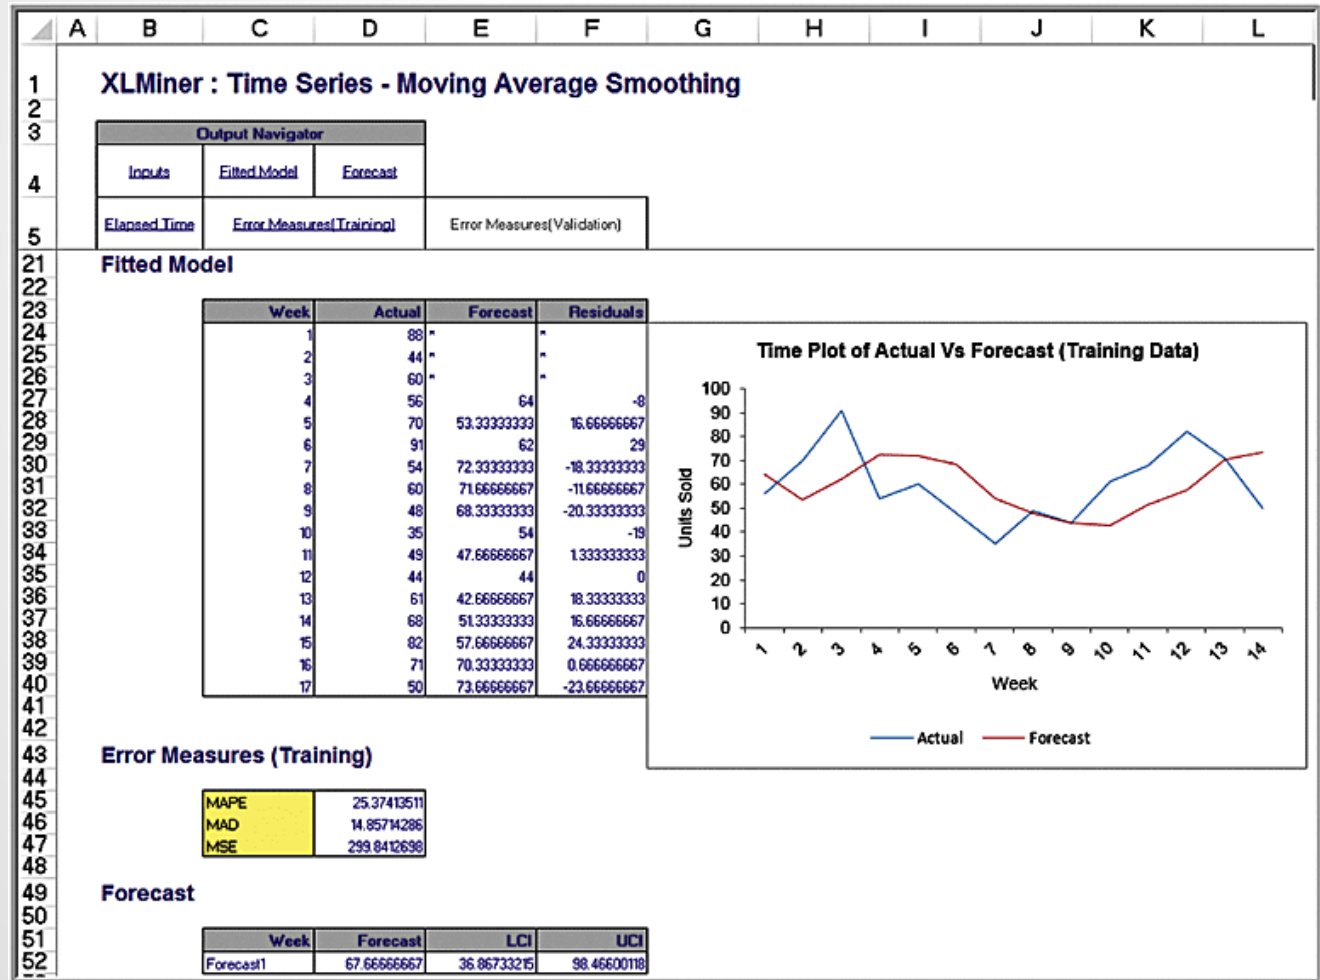 A B C D E F G H I J K L
1 XLMiner : Time Series - Moving Average Smoothing
2
3 Output Navigator
4 Inputs Fitted Model Forecast
5 Elapsed Time Error Measures(Training) Error Measures(Validation)
21 Fitted Model
22
23 Week Actual Forecast Residuals
24 1 88 * *
25 2 44 * *
26 3 60 * *
27 4 56 64 -8
28 5 70 53.33333333 16.66666667
29 6 91 62 29
30 7 54 72.33333333 -18.33333333
31 8 60 71.66666667 -11.66666667
32 9 48 68.33333333 -20.33333333
33 10 35 54 -19
34 11 49 47.66666667 1.333333333
35 12 44 44 0
36 13 61 42.66666667 18.33333333
37 14 68 51.33333333 16.66666667
38 15 82 57.66666667 24.33333333
39 16 71 70.33333333 0.666666667
40 17 50 73.66666667 -23.66666667
41
42
Time Plot of Actual Vs Forecast (Training Data)
100
90
80
70
60
50
40
30
20
10
0
Units Sold
1 2 3 4 5 6 7 8 9 10 11 12 13 14
Week
Actual Forecast
43 Error Measures (Training)
44
45 MAPE 25.37413511
46 MAD 14.85714286
47 MSE 299.8412698
48
49 Forecast
50
51 Week Forecast LCI UCI
52 Forecast1 67.66666667 36.86733215 98.46600118